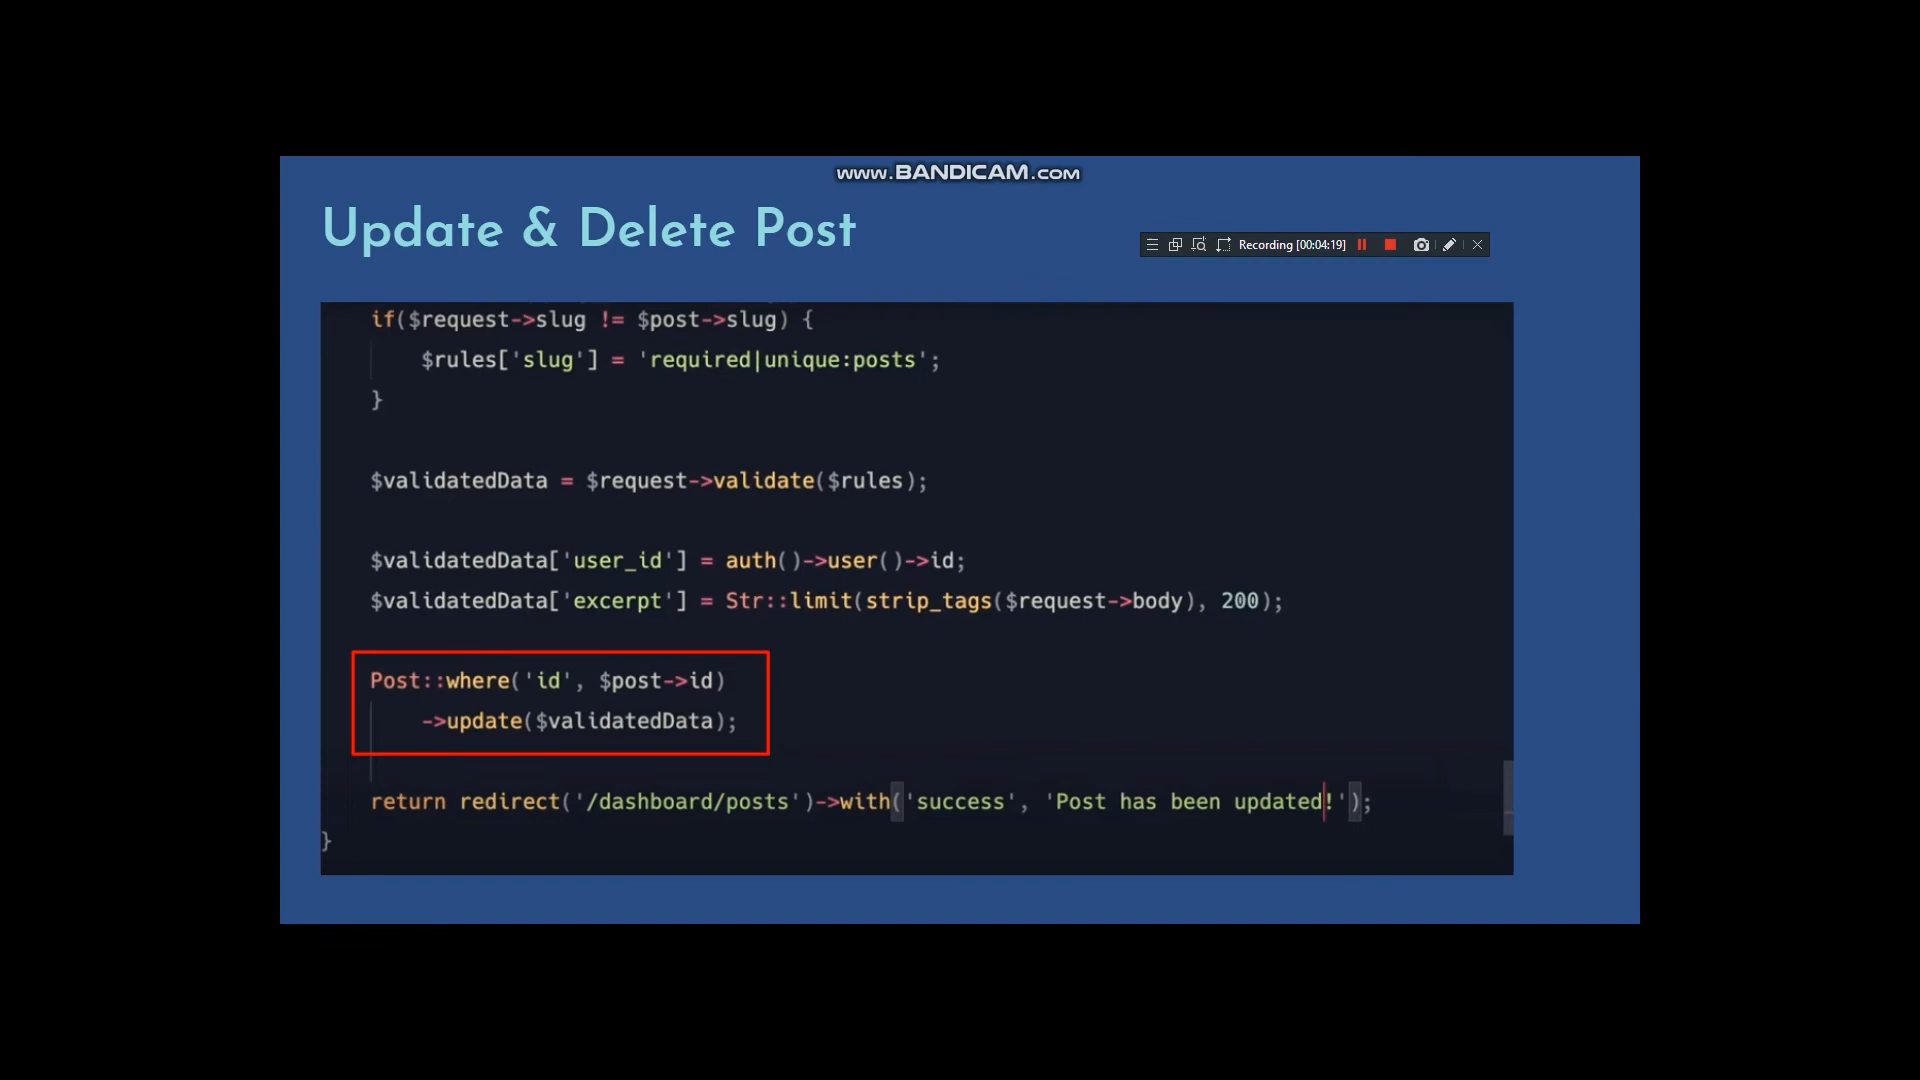 www.BANDICAM.com
Update & Delete Post
Recording [00:04:19]
if($request->slug != $post->slug) {
$rules['slug'] = 'required|unique:posts';
}
$validatedData = $request->validate($rules);
$validatedData['user_id'] = auth()->user()->id;
$validatedData['excerpt'] = Str::limit(strip_tags($request->body), 200);
Post::where('id', $post->id)
->update($validatedData);
return redirect('/dashboard/posts')->with('success', 'Post has been updated!');
}